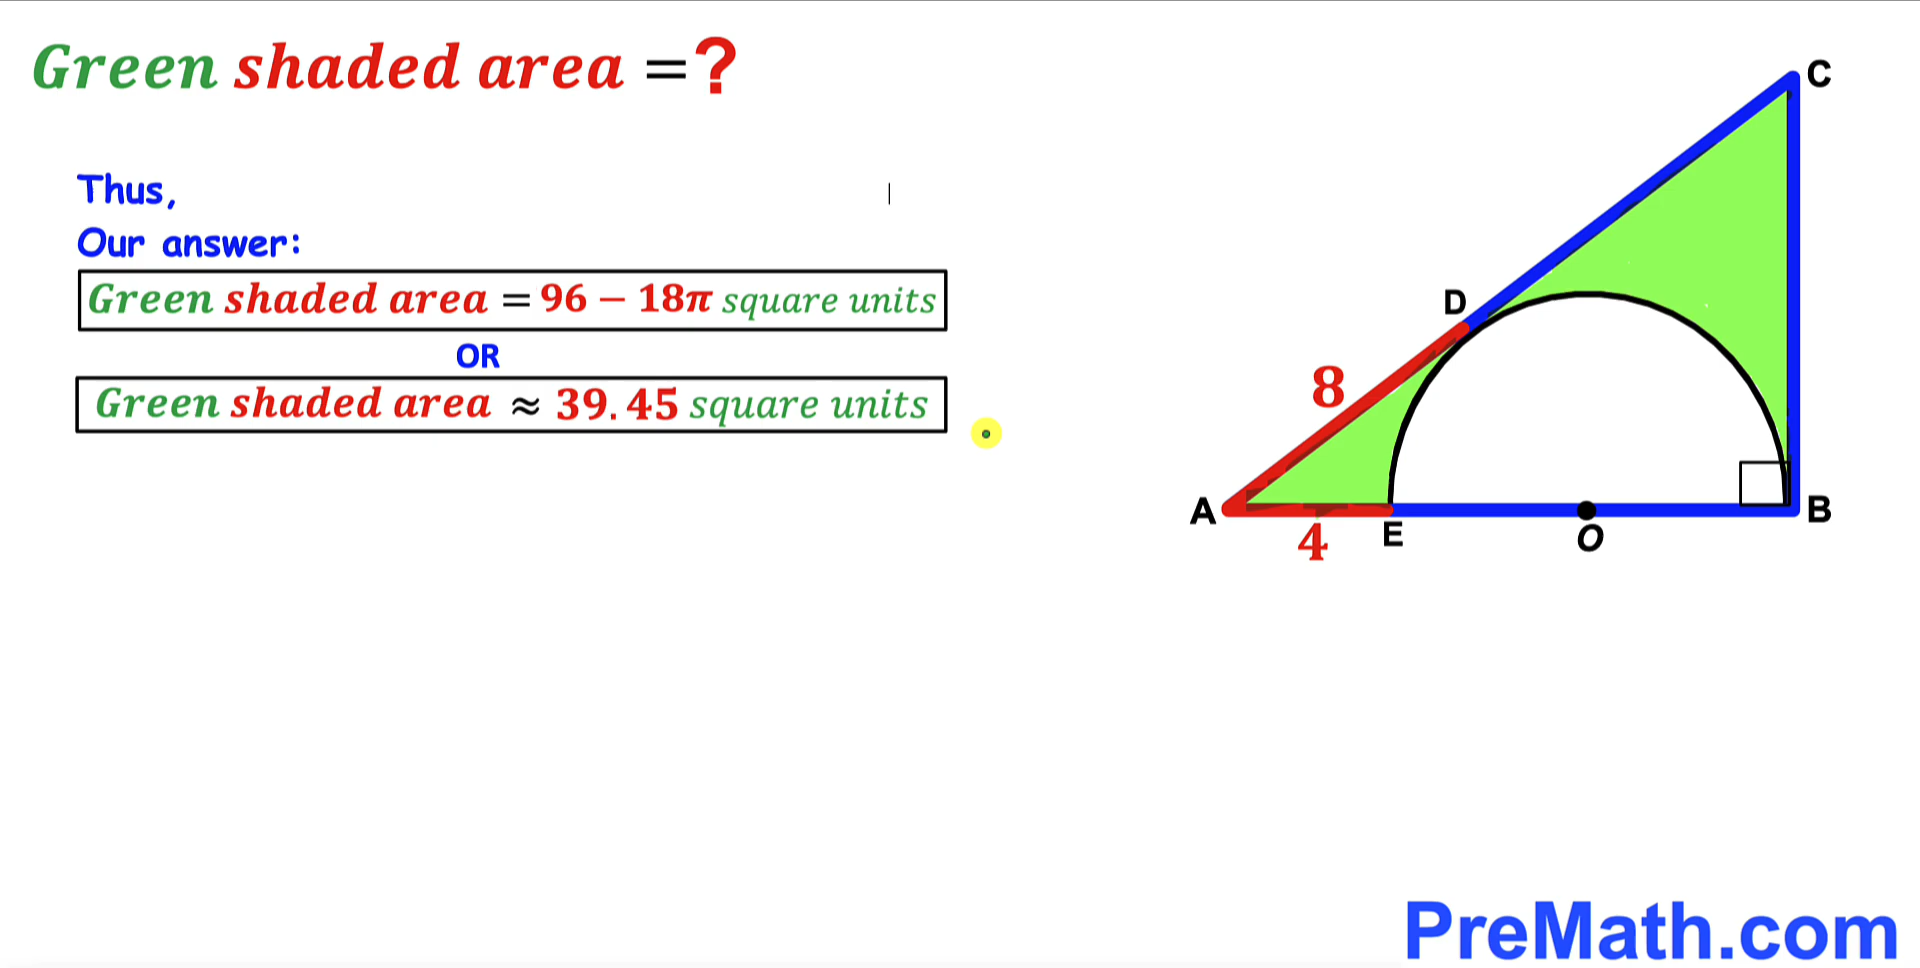 Green shaded area =?
Thus,
Our answer:
Green shaded area = 96 − 18π square units
OR
Green shaded area ≈ 39.45 square units
C
D
8
A
B
4
E
O
PreMath.com